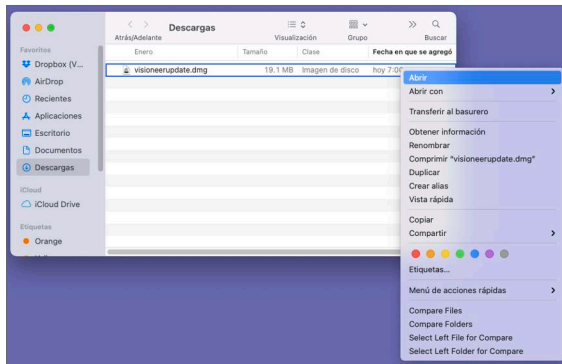 Descargas
Atrás/Adelante
Visualización
Grupo
Buscar
Favoritos
Dropbox (V...
AirDrop
Recientes
Aplicaciones
Escritorio
Documentos
Descargas
iCloud
iCloud Drive
Etiquetas
Orange
Enero Tamaño Clase Fecha en que se agregó
visioneerupdate.dmg 19.1 MB Imagen de disco hoy 7:00
Abrir
Abrir con
Transferir al basurero
Obtener información
Renombrar
Comprimir “visioneerupdate.dmg”
Duplicar
Crear alias
Vista rápida
Copiar
Compartir
Etiquetas...
Menú de acciones rápidas
Compare Files
Compare Folders
Select Left File for Compare
Select Left Folder for Compare